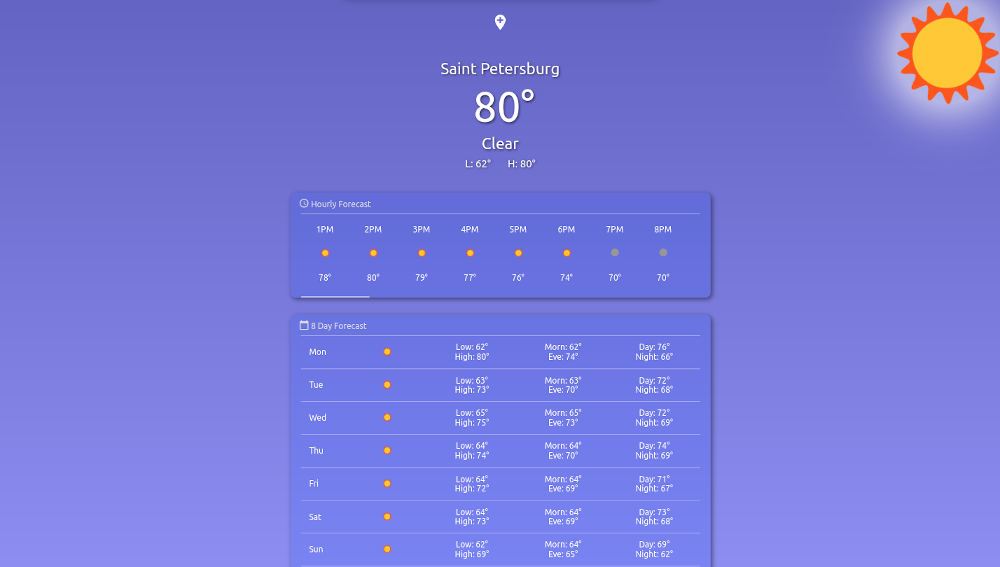 Saint Petersburg
80°
Clear
L: 62° H: 80°
Hourly Forecast
1PM 2PM 3PM 4PM 5PM 6PM 7PM 8PM
78° 80° 79° 77° 76° 74° 70° 70°
8 Day Forecast
Mon Low: 62° Morn: 62° Day: 76°
High: 80° Eve: 74° Night: 66°
Tue Low: 63° Morn: 63° Day: 72°
High: 73° Eve: 70° Night: 68°
Wed Low: 65° Morn: 65° Day: 72°
High: 75° Eve: 73° Night: 69°
Thu Low: 64° Morn: 64° Day: 74°
High: 74° Eve: 70° Night: 69°
Fri Low: 64° Morn: 64° Day: 71°
High: 72° Eve: 69° Night: 67°
Sat Low: 64° Morn: 64° Day: 73°
High: 73° Eve: 69° Night: 68°
Sun Low: 62° Morn: 64° Day: 69°
High: 69° Eve: 65° Night: 62°